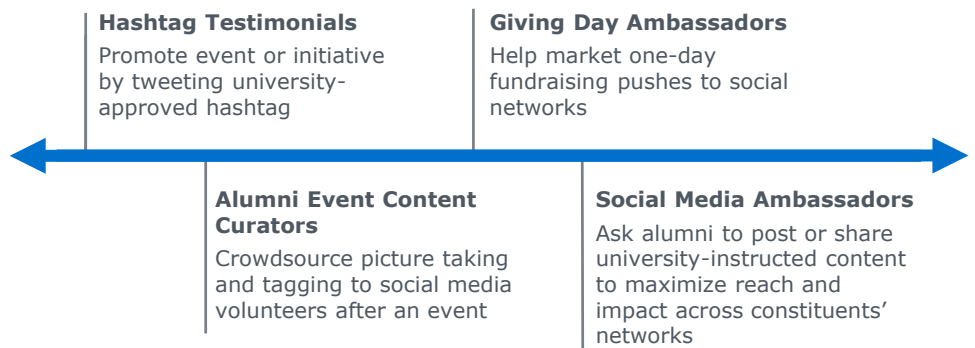 Hashtag Testimonials
Promote event or initiative
by tweeting university-
approved hashtag
Giving Day Ambassadors
Help market one-day
fundraising pushes to social
networks
Alumni Event Content
Curators
Crowdsource picture taking
and tagging to social media
volunteers after an event
Social Media Ambassadors
Ask alumni to post or share
university-instructed content
to maximize reach and
impact across constituents’
networks